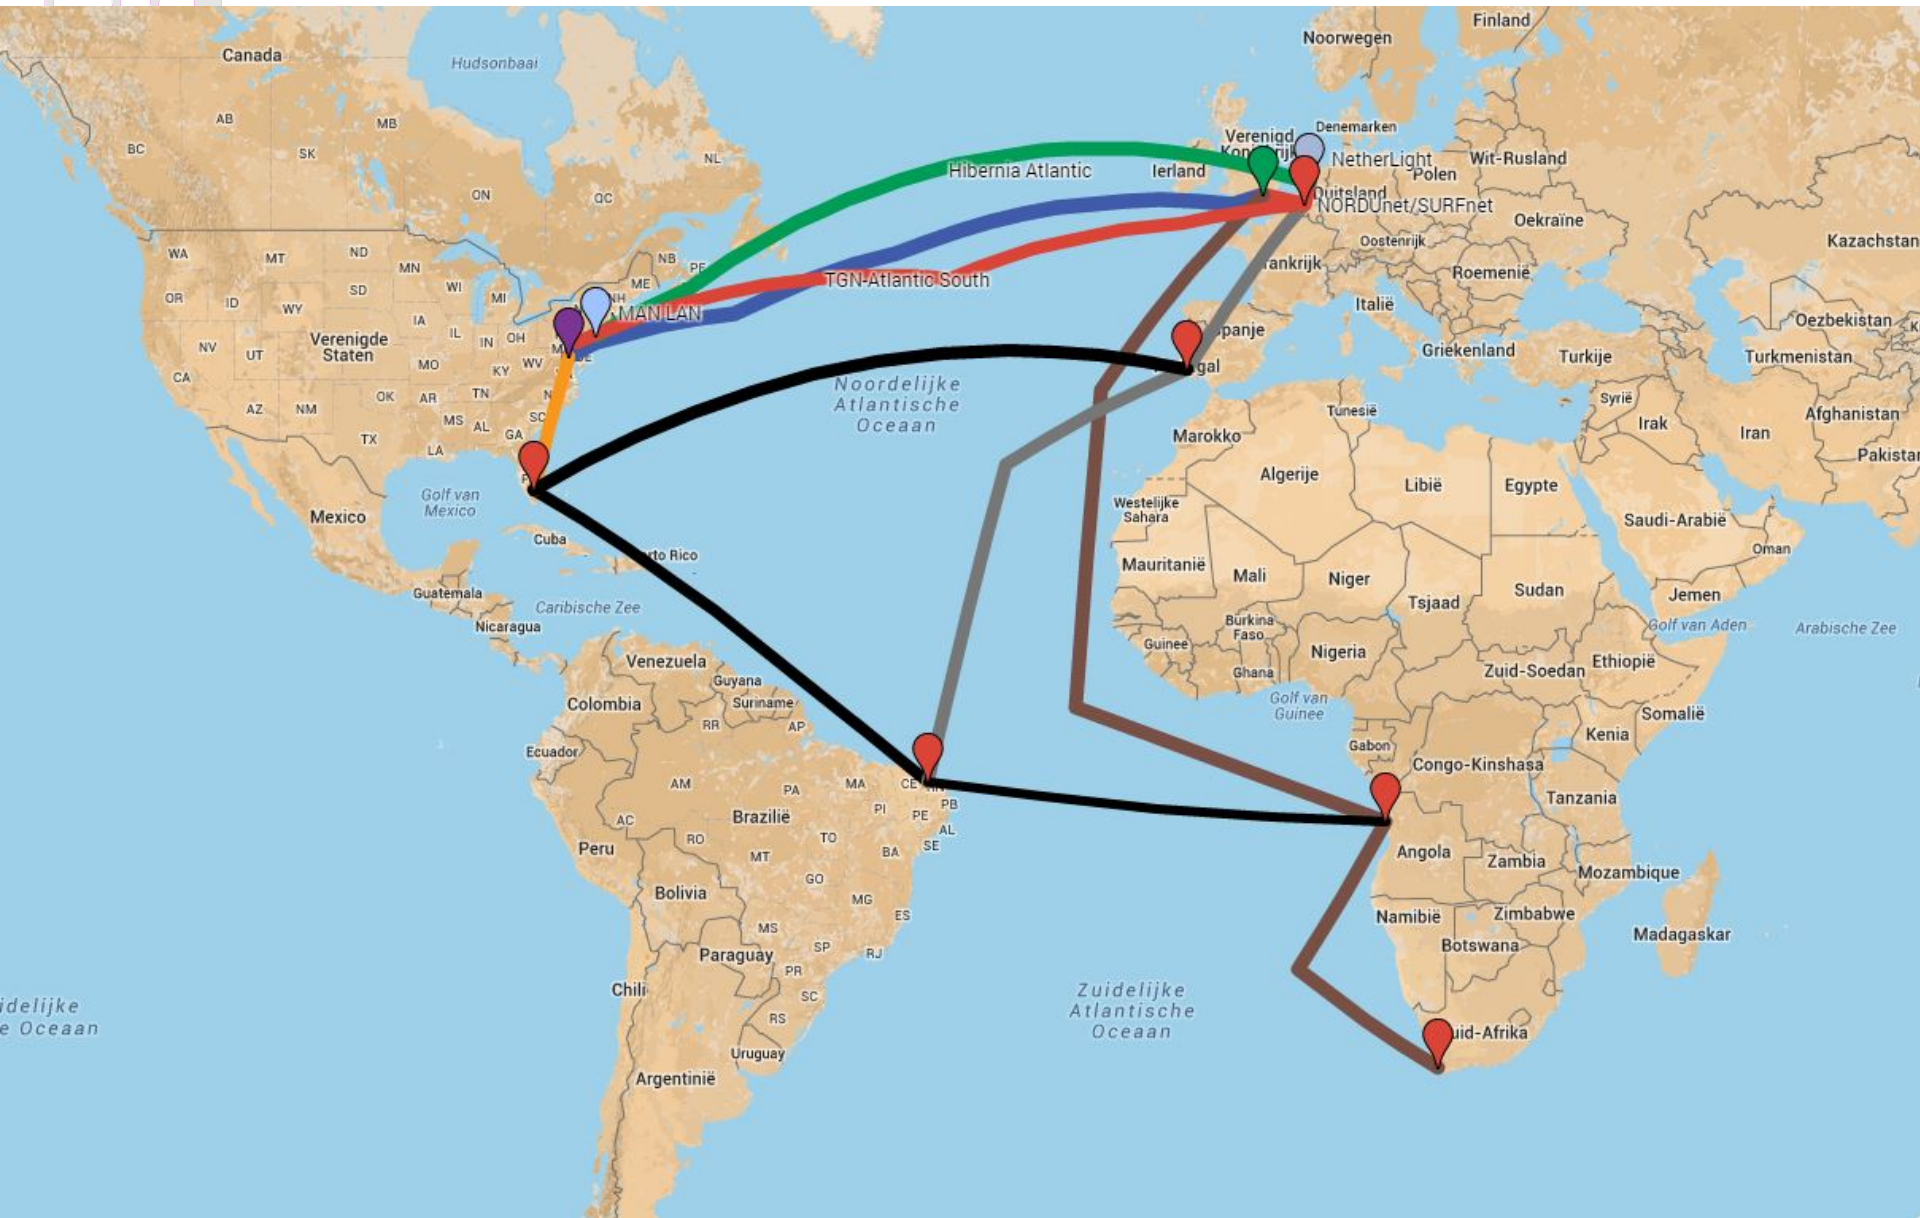 Finland
Noorwegen
Canada
Hudsonbaai
AB
MB
BC
SK
NL
Denemarken
Verenigd
Wit-Rusland
NetherLight
Hibernia Atlantic
Ierland
Polen
ON
QC
Duitsland
NORDUnet/SURFnet
Oekraïne
Oostenrijk
Kazachstan
WA
MT
ND
MN
NB
PE
Roemenië
TGN-Atlantic South
ME
OR
ID
WY
SD
WI
MI
NH
MAN LAN
Italië
Oezbekistan
IA
Verenigde
Staten
NV
UT
IL
IN
OH
Griekenland
Turkije
Turkmenistan
CA
MO
KY
WV
Noordelijke
Atlantische
Oceaan
AZ
NM
OK
AR
TN
Syrië
Tunesië
Afghanistan
MS
AL
SC
GA
TX
LA
Marokko
Irak
Iran
Algerije
Libië
Egypte
Golf van
Mexico
Mexico
Westelijke
Sahara
Saudi-Arabië
Cuba
Oman
Mauritanië
Mali
Niger
Sudan
Tsjaad
Jemen
Guatemala
Caribische Zee
Nicaragua
Burkina
Faso
Golf van Aden
Arabische Zee
Guinee
Nigeria
Ghana
Zuid-Soedan
Ethiopië
Venezuela
Guyana
Suriname
Colombia
Golf van
Guinee
Somalië
RR
AP
Kenia
Ecuador
Gabon
Congo-Kinshasa
AM
PA
MA
CE
Tanzania
PB
PI
PE
Brazilië
AC
RO
TO
AL
SE
BA
Peru
MT
Angola
Zambia
Mozambique
GO
Bolivia
MG
ES
Namibië
Zimbabwe
MS
Madagaskar
SP
RJ
Botswana
Paraguay
PR
Chili
SC
Zuidelijke
Atlantische
Oceaan
RS
Uruguay
Argentinië